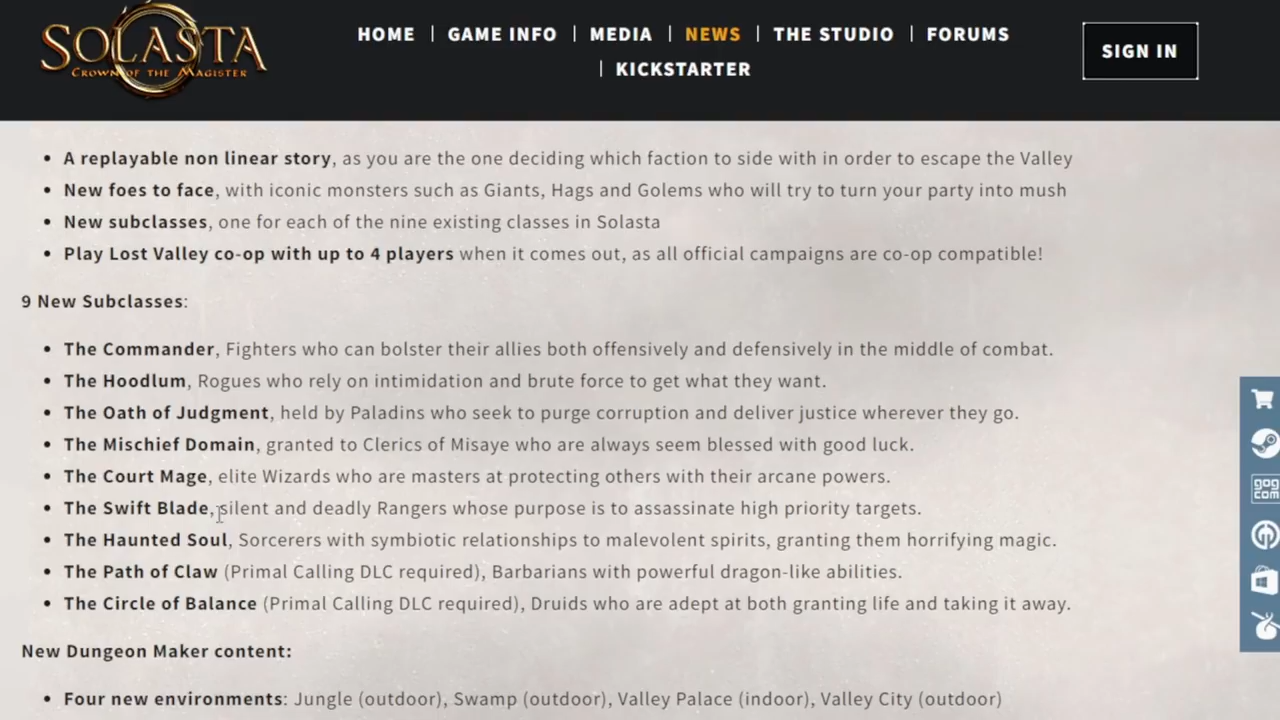 SOLASTA
CROWN OF THE MAGISTER
HOME | GAME INFO | MEDIA | NEWS | THE STUDIO | FORUMS
| KICKSTARTER
SIGN IN
• A replayable non linear story, as you are the one deciding which faction to side with in order to escape the Valley
• New foes to face, with iconic monsters such as Giants, Hags and Golems who will try to turn your party into mush
• New subclasses, one for each of the nine existing classes in Solasta
• Play Lost Valley co-op with up to 4 players when it comes out, as all official campaigns are co-op compatible!
9 New Subclasses:
• The Commander, Fighters who can bolster their allies both offensively and defensively in the middle of combat.
• The Hoodlum, Rogues who rely on intimidation and brute force to get what they want.
• The Oath of Judgment, held by Paladins who seek to purge corruption and deliver justice wherever they go.
• The Mischief Domain, granted to Clerics of Misaye who are always seem blessed with good luck.
• The Court Mage, elite Wizards who are masters at protecting others with their arcane powers.
• The Swift Blade, silent and deadly Rangers whose purpose is to assassinate high priority targets.
• The Haunted Soul, Sorcerers with symbiotic relationships to malevolent spirits, granting them horrifying magic.
• The Path of Claw (Primal Calling DLC required), Barbarians with powerful dragon-like abilities.
• The Circle of Balance (Primal Calling DLC required), Druids who are adept at both granting life and taking it away.
New Dungeon Maker content:
• Four new environments: Jungle (outdoor), Swamp (outdoor), Valley Palace (indoor), Valley City (outdoor)
gog
com